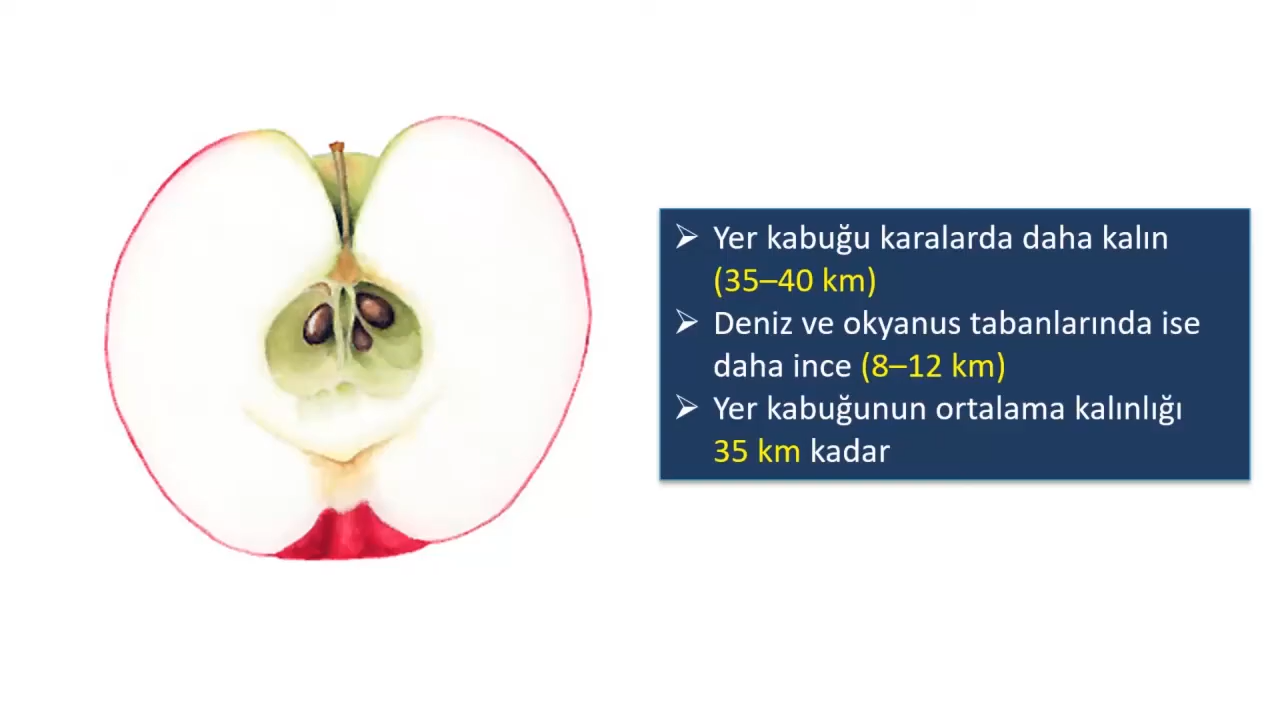 ➢ Yer kabuğu karalarda daha kalın
(35–40 km)
➢ Deniz ve okyanus tabanlarında ise
daha ince (8–12 km)
➢ Yer kabuğunun ortalama kalınlığı
35 km kadar